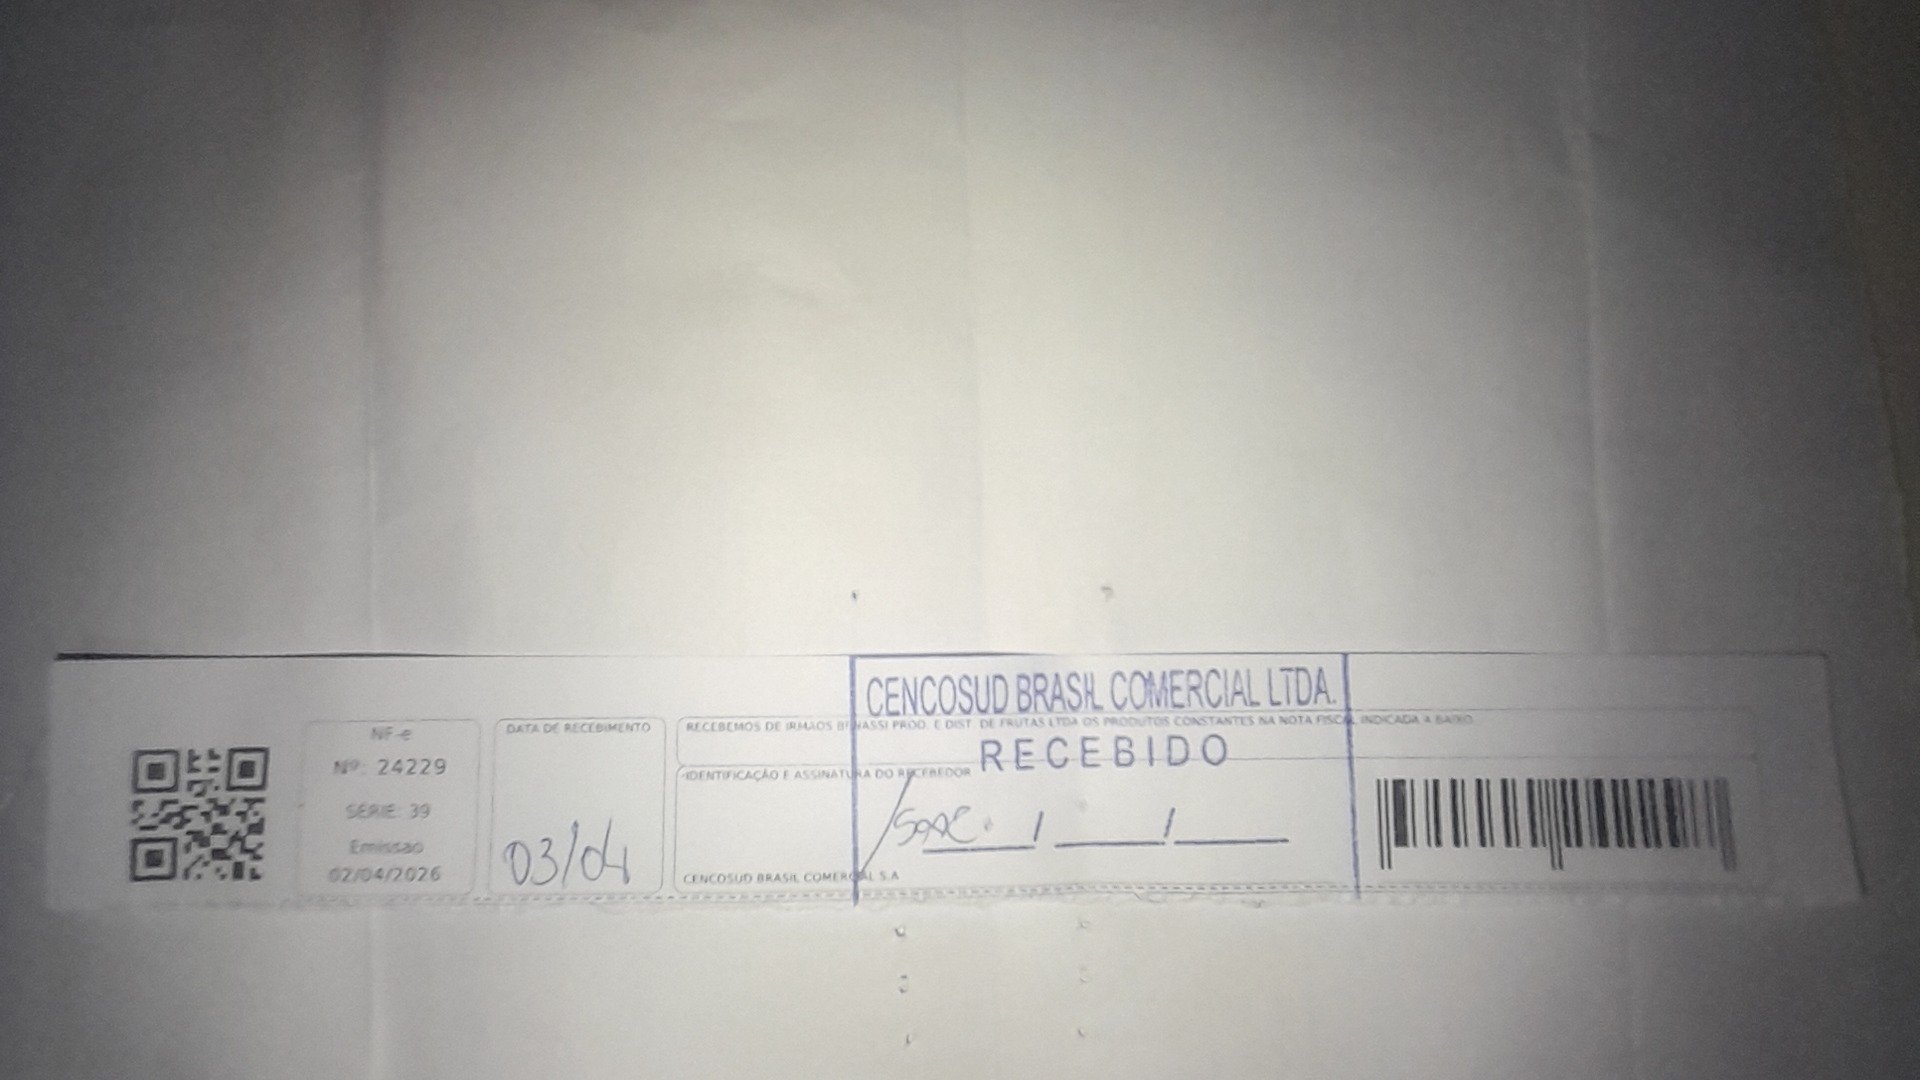 CENCOSUD BRASIL COMERCIAL LTDA.
RECEBIDO
NF-e
Nº: 24229
SÉRIE: 39
Emissao
02/04/2026
DATA DE RECEBIMENTO
03/04
RECEBEMOS DE IRMAOS BENASSI PROD. E DIST. DE FRUTAS LTDA OS PRODUTOS CONSTANTES NA NOTA FISCAL INDICADA A BAIXO
IDENTIFICAÇÃO E ASSINATURA DO RECEBEDOR
CENCOSUD BRASIL COMERCIAL S.A